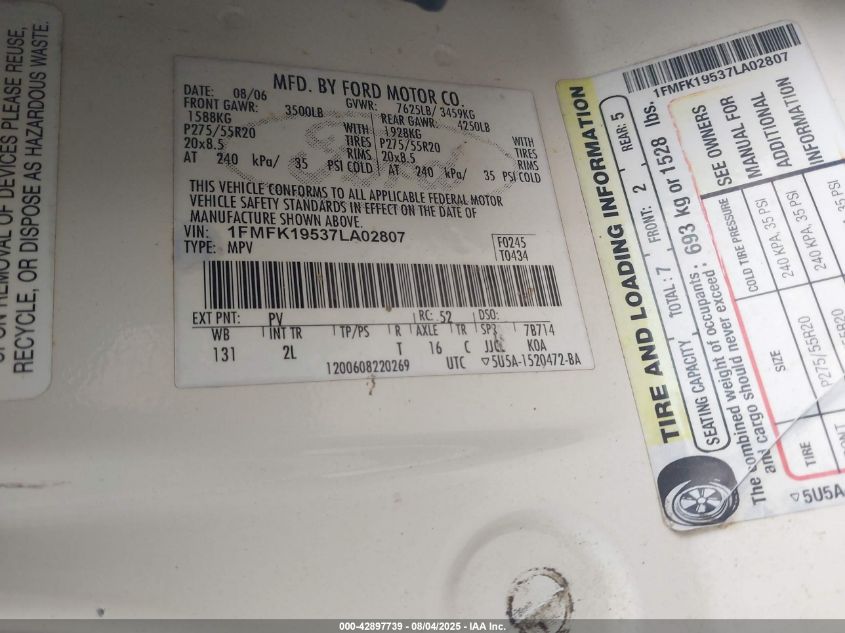 ON REMOVAL OF DEVICES PLEASE REUSE,
RECYCLE, OR DISPOSE AS HAZARDOUS WASTE.
MFD. BY FORD MOTOR CO.
DATE: 08/06 GVWR: 7625LB/ 3459KG
FRONT GAWR: 3500LB REAR GAWR: 4250LB
1588KG WITH 1928KG WITH
P275/55R20 TIRES P275/55R20 TIRES
20x8.5 RIMS 20x8.5 RIMS
AT 240 kPa/ 35 PSI COLD AT 240 kPa/ 35 PSI COLD
THIS VEHICLE CONFORMS TO ALL APPLICABLE FEDERAL MOTOR
VEHICLE SAFETY STANDARDS IN EFFECT ON THE DATE OF
MANUFACTURE SHOWN ABOVE.
VIN: 1FMFK19537LA02807
TYPE: MPV
F0245
T0434
EXT PNT: PV RC: 52 DSO:
WB INT TR TP/PS R AXLE TR SPR 7B714
131 2L T 16 C JJCL KOA
1200608220269 UTC 5U5A-1520472-BA
1FMFK19537LA02807
TIRE AND LOADING INFORMATION
SEATING CAPACITY TOTAL: 7 FRONT: 2 REAR: 5
The combined weight of occupants and cargo should never exceed: 693 kg or 1528 lbs.
TIRE SIZE COLD TIRE PRESSURE
P275/55R20 240 KPA, 35 PSI
240 KPA, 35 PSI
35 PSI
SEE OWNERS
MANUAL FOR
ADDITIONAL
INFORMATION
5U5A
000-42897739 - 08/04/2025 - IAA Inc.